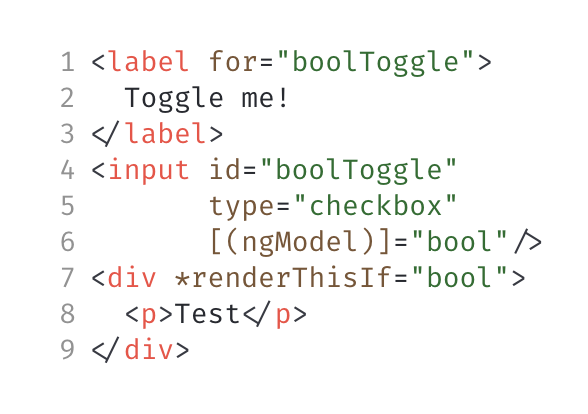 1 <label for="boolToggle">
2   Toggle me!
3 </label>
4 <input id="boolToggle"
5        type="checkbox"
6        [(ngModel)]="bool"/>
7 <div *renderThisIf="bool">
8   <p>Test</p>
9 </div>